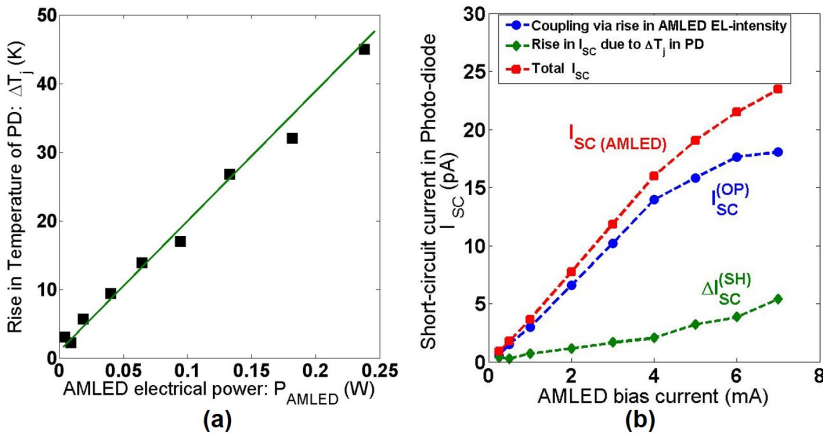 50
40
30
20
10
0
Rise in Temperature of PD: ΔTj (K)
0 0.05 0.1 0.15 0.2 0.25
AMLED electrical power: PAMLED (W)
(a)
30
25
20
15
10
5
0
Short-circuit current in Photo-diode
ISC (pA)
Coupling via rise in AMLED EL-intensity
Rise in ISC due to ΔTj in PD
Total ISC
ISC (AMLED)
ISC(OP)
ΔISC(SH)
0 2 4 6 8
AMLED bias current (mA)
(b)